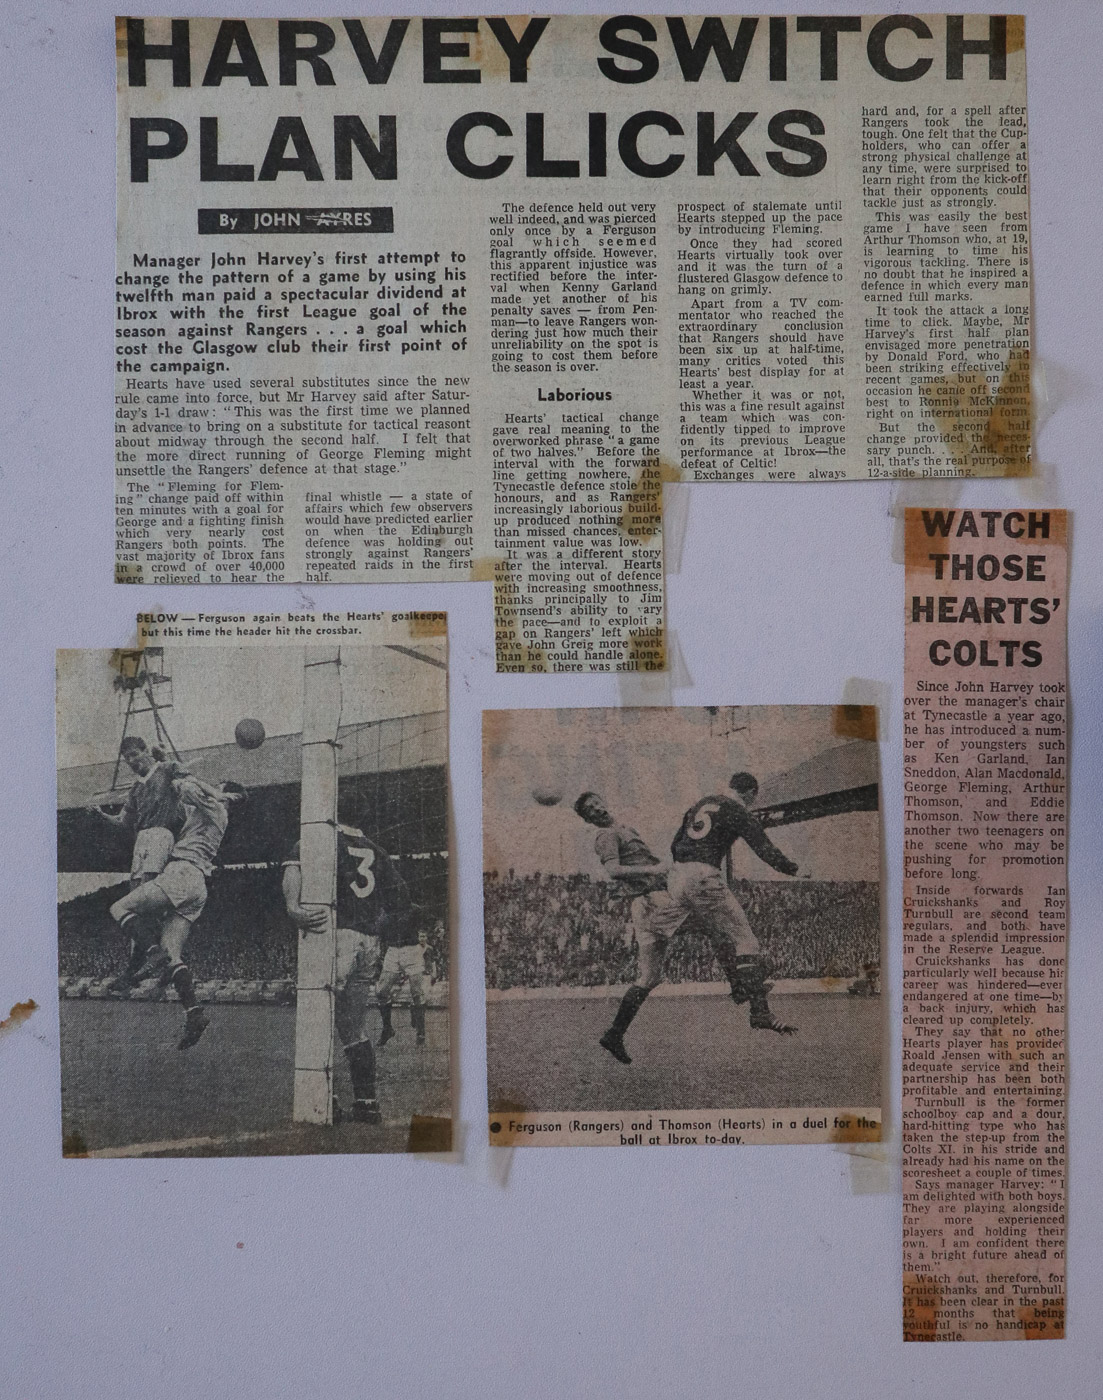 HARVEY SWITCH
PLAN CLICKS
By JOHN AYRES
Manager John Harvey's first attempt to
change the pattern of a game by using his
twelfth man paid a spectacular dividend at
Ibrox with the first League goal of the
season against Rangers . . . a goal which
cost the Glasgow club their first point of
the campaign.
Hearts have used several substitutes since the new
rule came into force, but Mr Harvey said after Satur-
day's 1-1 draw: "This was the first time we planned
in advance to bring on a substitute for tactical reasont
about midway through the second half. I felt that
the more direct running of George Fleming might
unsettle the Rangers' defence at that stage."
The "Fleming for Flem-
ing" change paid off within
ten minutes with a goal for
George and a fighting finish
which very nearly cost
Rangers both points. The
vast majority of Ibrox fans
in a crowd of over 40,000
were relieved to hear the
final whistle — a state of
affairs which few observers
would have predicted earlier
on when the Edinburgh
defence was holding out
strongly against Rangers'
repeated raids in the first
half.
The defence held out very
well indeed, and was pierced
only once by a Ferguson
goal which seemed
flagrantly offside. However,
this apparent injustice was
rectified before the inter-
val when Kenny Garland
made yet another of his
penalty saves — from Pen-
man—to leave Rangers won-
dering just how much their
unreliability on the spot is
going to cost them before
the season is over.
Laborious
Hearts' tactical change
gave real meaning to the
overworked phrase "a game
of two halves." Before the
interval with the forward
line getting nowhere, the
Tynecastle defence stole the
honours, and as Rangers'
increasingly laborious build-
up produced nothing more
than missed chances, enter-
tainment value was low.
It was a different story
after the interval. Hearts
were moving out of defence
with increasing smoothness,
thanks principally to Jim
Townsend's ability to vary
the pace—and to exploit a
gap on Rangers' left which
gave John Greig more work
than he could handle alone.
Even so, there was still the
prospect of stalemate until
Hearts stepped up the pace
by introducing Fleming.
Once they had scored
Hearts virtually took over
and it was the turn of a
flustered Glasgow defence to
hang on grimly.
Apart from a TV com-
mentator who reached the
extraordinary conclusion
that Rangers should have
been six up at half-time,
many critics voted this
Hearts' best display for at
least a year.
Whether it was or not,
this was a fine result against
a team which was con-
fidently tipped to improve
on its previous League
performance at Ibrox—the
defeat of Celtic!
Exchanges were always
hard and, for a spell after
Rangers took the lead,
tough. One felt that the Cup-
holders, who can offer a
strong physical challenge at
any time, were surprised to
learn right from the kick-off
that their opponents could
tackle just as strongly.
This was easily the best
game I have seen from
Arthur Thomson who, at 19,
is learning to time his
vigorous tackling. There is
no doubt that he inspired a
defence in which every man
earned full marks.
It took the attack a long
time to click. Maybe, Mr
Harvey's first half plan
envisaged more penetration
by Donald Ford, who had
been striking effectively in
recent games, but on this
occasion he came off second
best to Ronnie McKinnon,
right on international form.
But the second half
change provided the neces-
sary punch. . . . And, after
all, that's the real purpose of
12-a-side planning.
BELOW — Ferguson again beats the Hearts' goalkeeper
but this time the header hit the crossbar.
3
6
● Ferguson (Rangers) and Thomson (Hearts) in a duel for the
ball at Ibrox to-day.
WATCH
THOSE
HEARTS'
COLTS
Since John Harvey took
over the manager's chair
at Tynecastle a year ago,
he has introduced a num-
ber of youngsters such
as Ken Garland, Ian
Sneddon, Alan Macdonald,
George Fleming, Arthur
Thomson, and Eddie
Thomson. Now there are
another two teenagers on
the scene who may be
pushing for promotion
before long.
Inside forwards Ian
Cruickshanks and Roy
Turnbull are second team
regulars, and both have
made a splendid impression
in the Reserve League.
Cruickshanks has done
particularly well because his
career was hindered—ever
endangered at one time—by
a back injury, which has
cleared up completely.
They say that no other
Hearts player has provided
Roald Jensen with such an
adequate service and their
partnership has been both
profitable and entertaining.
Turnbull is the former
schoolboy cap and a dour,
hard-hitting type who has
taken the step-up from the
Colts XI. in his stride and
already had his name on the
scoresheet a couple of times.
Says manager Harvey: "I
am delighted with both boys.
They are playing alongside
far more experienced
players and holding their
own. I am confident there
is a bright future ahead of
them."
Watch out, therefore, for
Cruickshanks and Turnbull.
It has been clear in the past
12 months that being
youthful is no handicap at
Tynecastle.